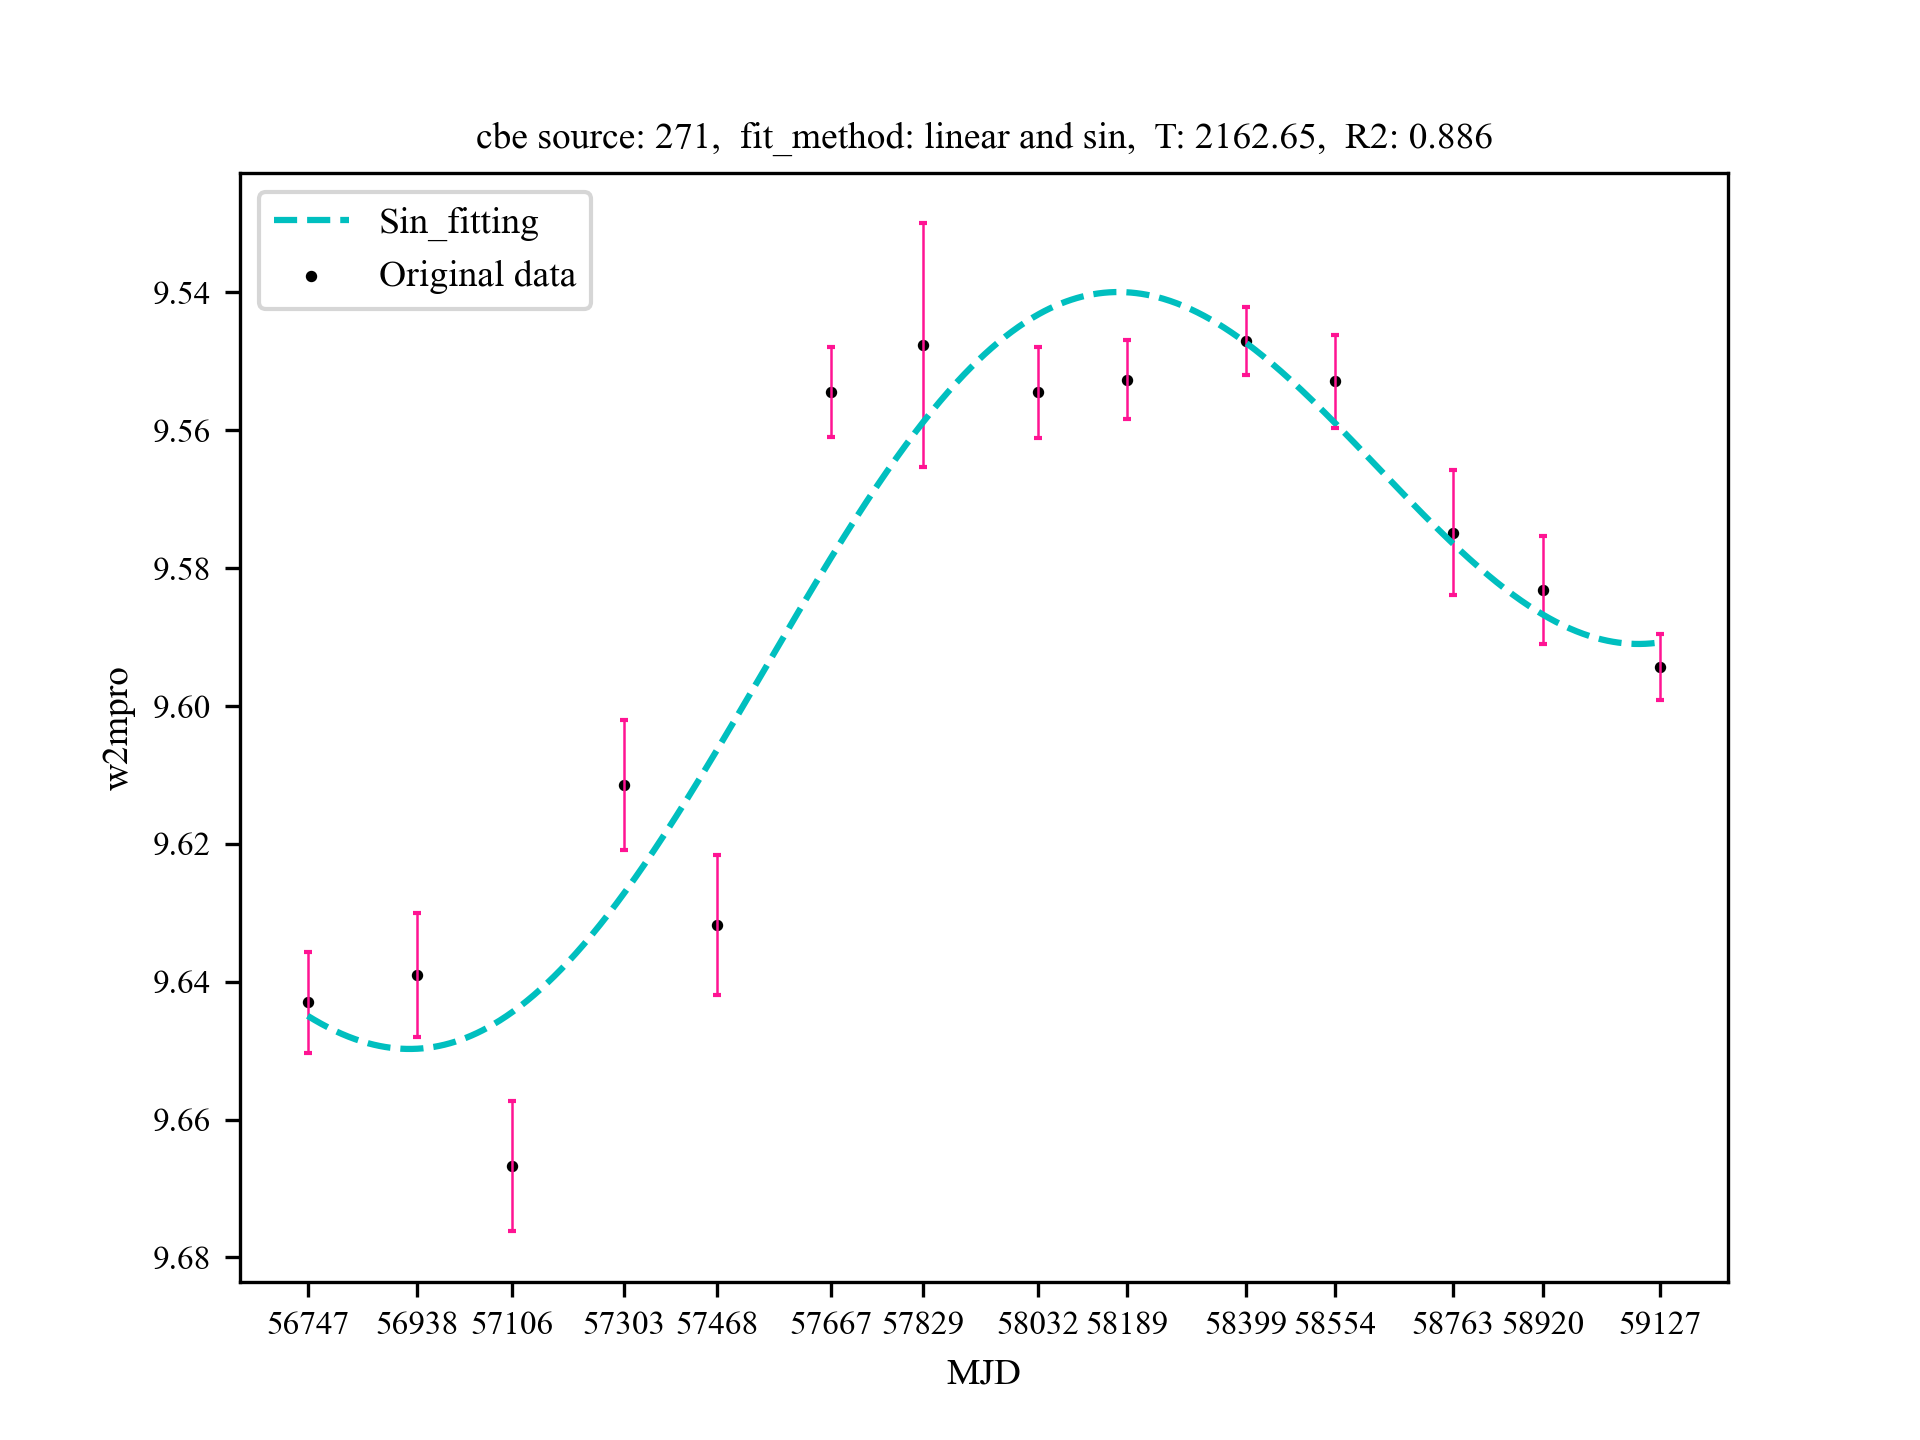 cbe source: 271,  fit_method: linear and sin,  T: 2162.65,  R2: 0.886
Sin_fitting
Original data
9.54
9.56
9.58
9.60
9.62
9.64
9.66
9.68
w2mpro
56747 56938 57106 57303 57468 57667 57829 58032 58189 58399 58554 58763 58920 59127
MJD